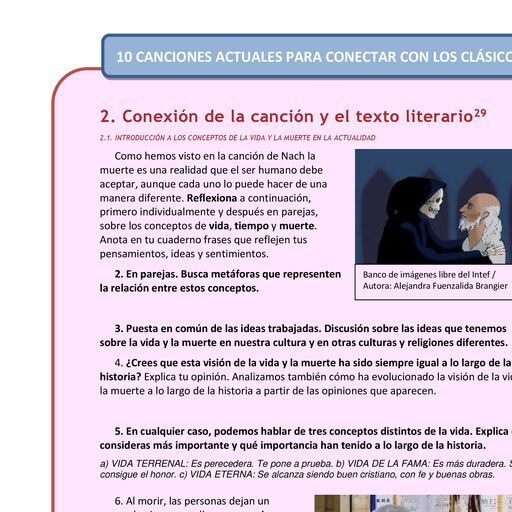 10 CANCIONES ACTUALES PARA CONECTAR CON LOS CLÁSICO
2. Conexión de la canción y el texto literario29
2.1. INTRODUCCIÓN A LOS CONCEPTOS DE LA VIDA Y LA MUERTE EN LA ACTUALIDAD
Como hemos visto en la canción de Nach la
muerte es una realidad que el ser humano debe
aceptar, aunque cada uno lo puede hacer de una
manera diferente. Reflexiona a continuación,
primero individualmente y después en parejas,
sobre los conceptos de vida, tiempo y muerte.
Anota en tu cuaderno frases que reflejen tus
pensamientos, ideas y sentimientos.
2. En parejas. Busca metáforas que representen
la relación entre estos conceptos.
Banco de imágenes libre del Intef /
Autora: Alejandra Fuenzalida Brangier
3. Puesta en común de las ideas trabajadas. Discusión sobre las ideas que tenemos
sobre la vida y la muerte en nuestra cultura y en otras culturas y religiones diferentes.
4. ¿Crees que esta visión de la vida y la muerte ha sido siempre igual a lo largo de la
historia? Explica tu opinión. Analizamos también cómo ha evolucionado la visión de la vi
la muerte a lo largo de la historia a partir de las opiniones que aparecen.
5. En cualquier caso, podemos hablar de tres conceptos distintos de la vida. Explica
consideras más importante y qué importancia han tenido a lo largo de la historia.
a) VIDA TERRENAL: Es perecedera. Te pone a prueba. b) VIDA DE LA FAMA: Es más duradera. S
consigue el honor. c) VIDA ETERNA: Se alcanza siendo buen cristiano, con fe y buenas obras.
6. Al morir, las personas dejan un